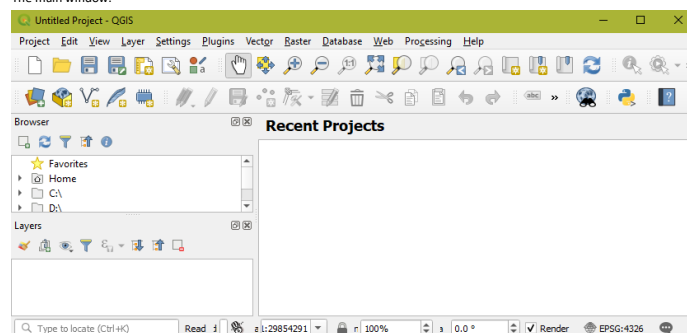 The main window:
Untitled Project - QGIS
Project Edit View Layer Settings Plugins Vector Raster Database Web Processing Help
abc »
Browser
Recent Projects
Favorites
Home
C:\
D:\
Layers
Type to locate (Ctrl+K) Read 1:29854291 100% 0.0 ° Render EPSG:4326